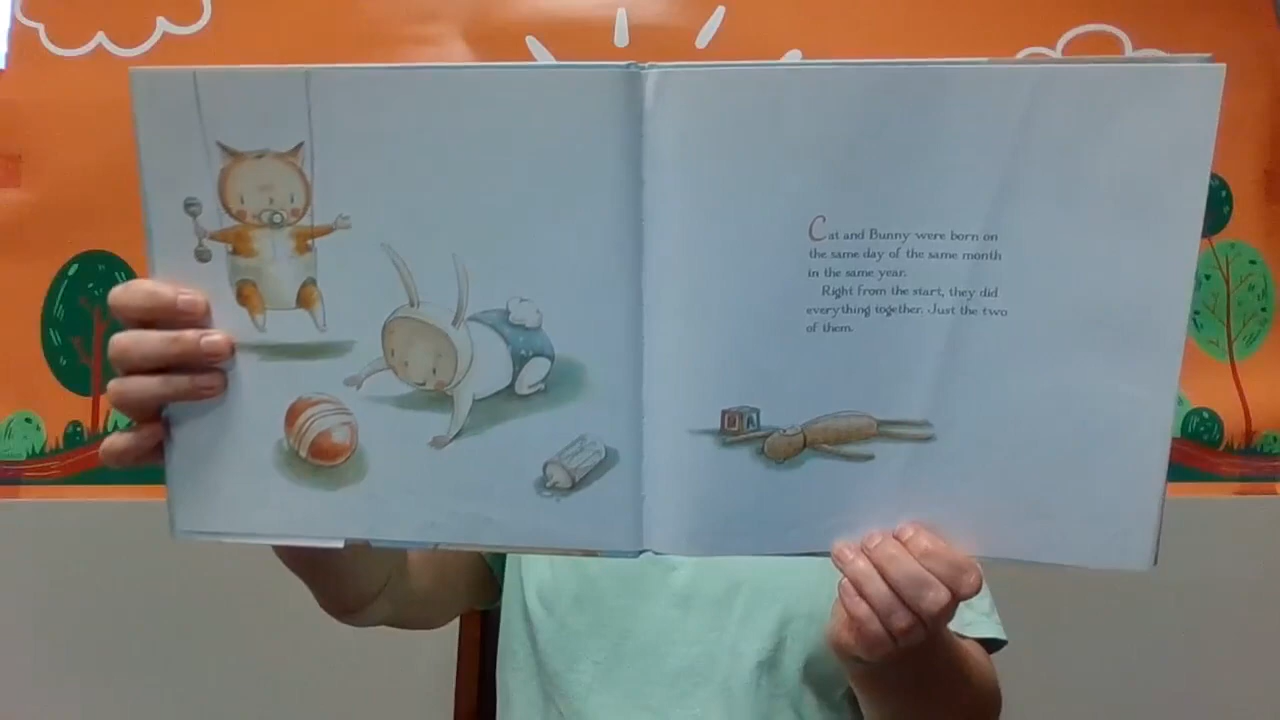 Cat and Bunny were born on
the same day of the same month
in the same year.
Right from the start, they did
everything together. Just the two
of them.